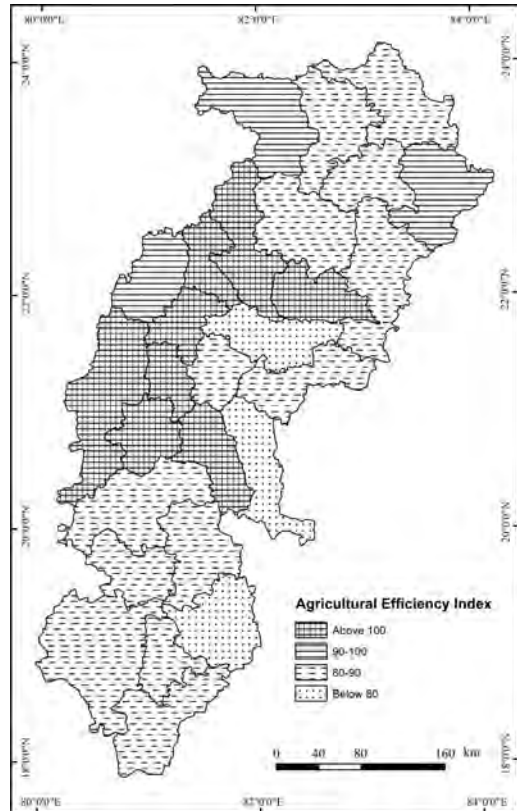 80°0'0"E 82°0'0"E 84°0'0"E
24°0'0"N 24°0'0"N
22°0'0"N 22°0'0"N
20°0'0"N 20°0'0"N
Agricultural Efficiency Index
Above 100
90-100
80-90
Below 80
0 40 80 160 km
18°0'0"N 18°0'0"N
80°0'0"E 82°0'0"E 84°0'0"E